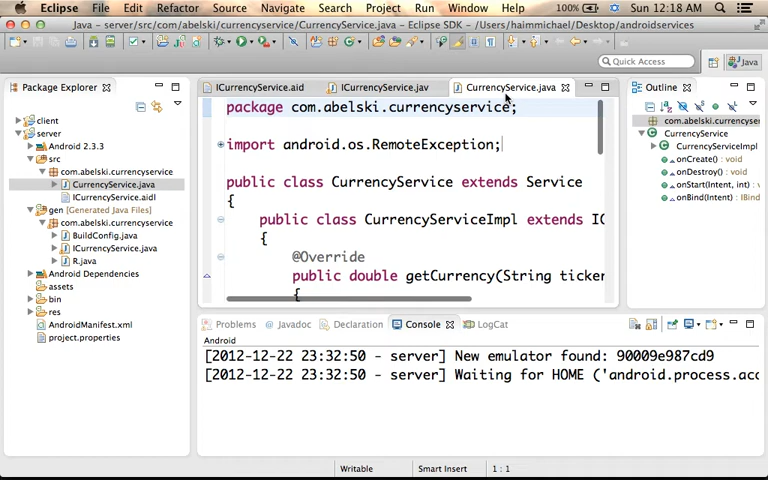 Eclipse File Edit Refactor Source Navigate Search Project Run Window Help 100% Sun 12:18 AM
Java - server/src/com/abelski/currencyservice/CurrencyService.java - Eclipse SDK - /Users/haimmichael/Desktop/androidservices
Quick Access
Java
Package Explorer
ICurrencyService.aid
ICurrencyService.jav
CurrencyService.java
Outline
client
server
Android 2.3.3
src
com.abelski.currencyservice
CurrencyService.java
ICurrencyService.aidl
gen [Generated Java Files]
com.abelski.currencyservice
BuildConfig.java
ICurrencyService.java
R.java
Android Dependencies
assets
bin
res
AndroidManifest.xml
project.properties
package com.abelski.currencyservice;
import android.os.RemoteException;
public class CurrencyService extends Service
{
public class CurrencyServiceImpl extends IC
{
@Override
public double getCurrency(String ticker
{
com.abelski.currencyser
CurrencyService
CurrencyServiceImpl
onCreate() : void
onDestroy() : void
onStart(Intent, int) : void
onBind(Intent) : IBind
Problems @ Javadoc Declaration Console LogCat
Android
[2012-12-22 23:32:50 - server] New emulator found: 90009e987cd9
[2012-12-22 23:32:50 - server] Waiting for HOME ('android.process.acc
Writable Smart Insert 1 : 1